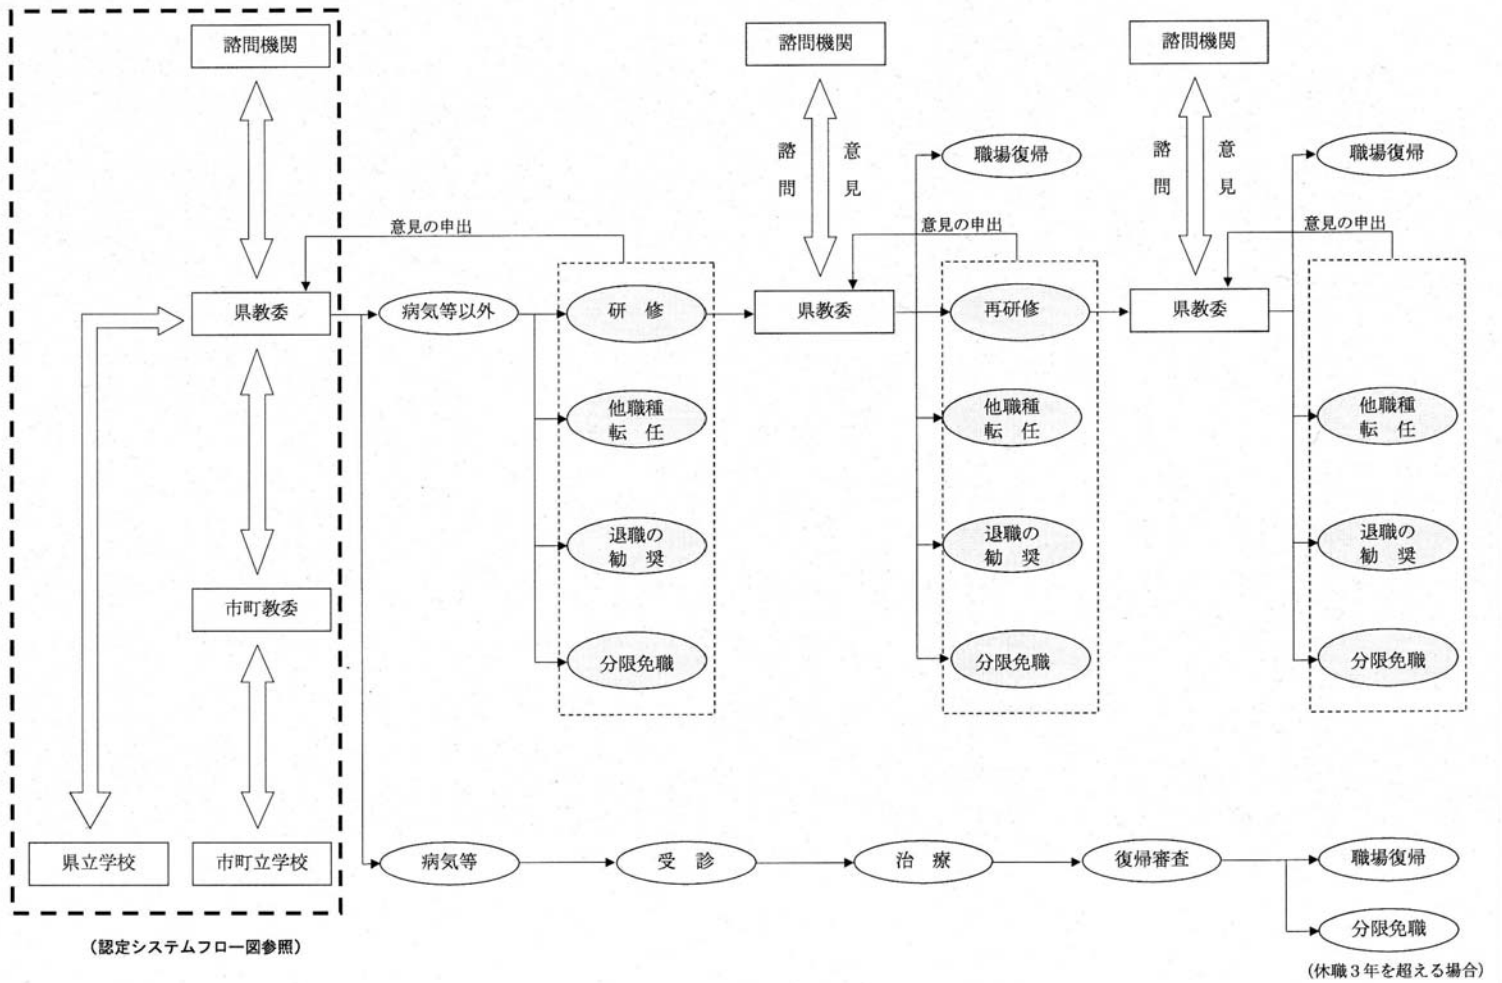 諮問機関
諮問機関
諮問機関
諮問
意見
職場復帰
諮問
意見
職場復帰
意見の申出
意見の申出
意見の申出
県教委
病気等以外
研 修
県教委
再研修
県教委
他職種
転 任
他職種
転 任
他職種
転 任
退職の
勧 奨
退職の
勧 奨
退職の
勧 奨
市町教委
分限免職
分限免職
分限免職
県立学校
市町立学校
病気等
受 診
治 療
復帰審査
職場復帰
分限免職
(認定システムフロー図参照)
(休職3年を超える場合)